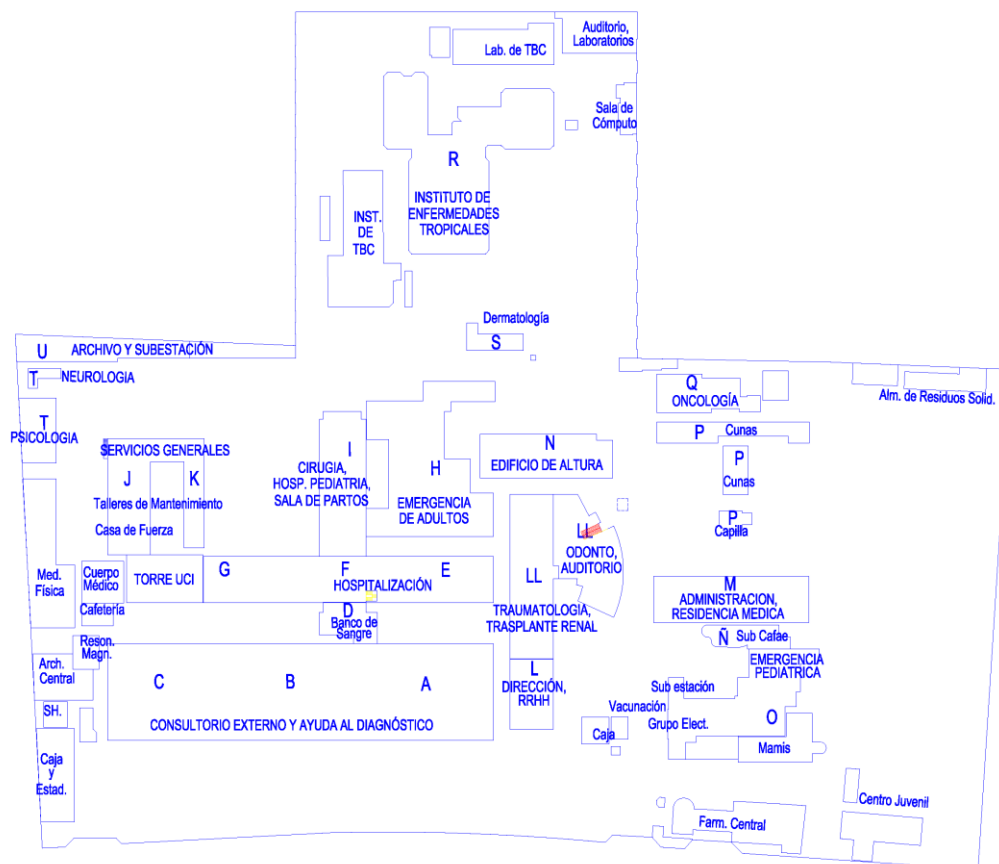 Auditorio,
Laboratorios
Lab. de TBC
Sala de
Cómputo
R
INSTITUTO DE
ENFERMEDADES
TROPICALES
INST.
DE
TBC
Dermatología
S
U ARCHIVO Y SUBESTACIÓN
T NEUROLOGIA
T
PSICOLOGIA
Q
ONCOLOGÍA
Alm. de Residuos Solid.
P Cunas
P
Cunas
P
Capilla
SERVICIOS GENERALES
J K
Talleres de Mantenimiento
Casa de Fuerza
I
CIRUGIA,
HOSP. PEDIATRIA,
SALA DE PARTOS
H
EMERGENCIA
DE ADULTOS
N
EDIFICIO DE ALTURA
LL
ODONTO,
AUDITORIO
LL
TRAUMATOLOGIA,
TRASPLANTE RENAL
Med.
Física
Cuerpo
Médico
Cafetería
TORRE UCI
G F E
HOSPITALIZACIÓN
D
Banco de
Sangre
M
ADMINISTRACION,
RESIDENCIA MEDICA
Ñ Sub Cafae
EMERGENCIA
PEDIATRICA
Reson.
Magn.
Arch.
Central
C B A
CONSULTORIO EXTERNO Y AYUDA AL DIAGNÓSTICO
L
DIRECCIÓN,
RRHH
Sub estación
Vacunación
Grupo Elect.
O
Caja
Mamis
SH.
Caja
y
Estad.
Centro Juvenil
Farm. Central